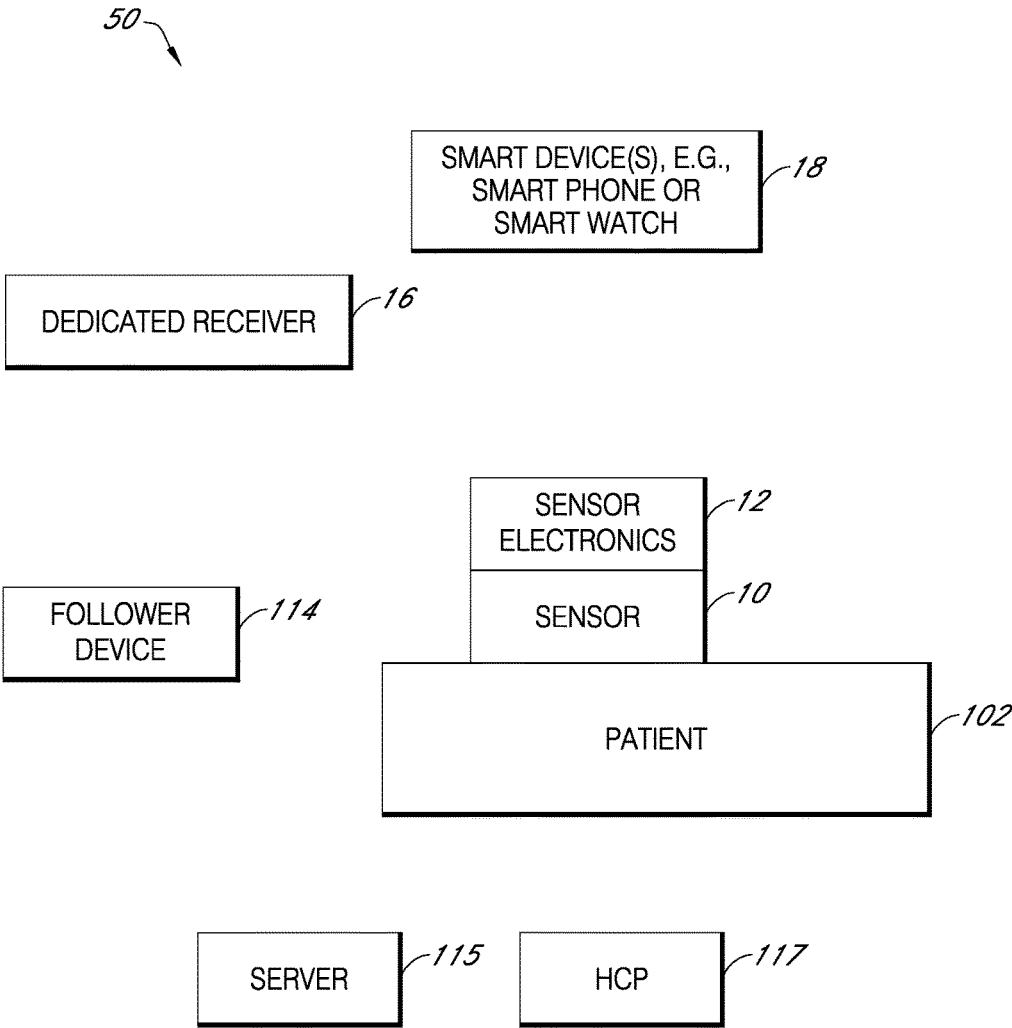 50
SMART DEVICE(S), E.G.,
SMART PHONE OR
SMART WATCH
18
DEDICATED RECEIVER
16
SENSOR
ELECTRONICS
12
SENSOR
10
FOLLOWER
DEVICE
114
PATIENT
102
SERVER
115
HCP
117